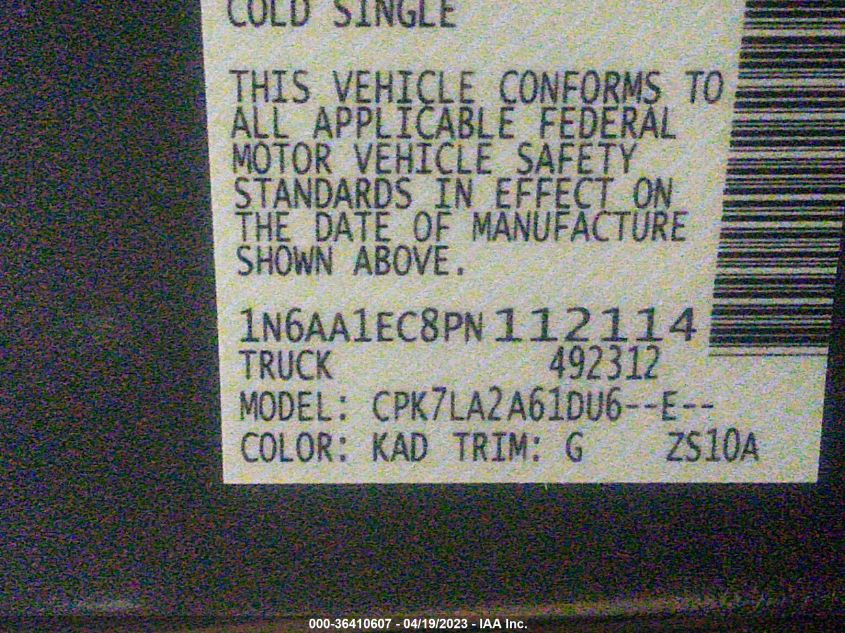 COLD SINGLE
THIS VEHICLE CONFORMS TO
ALL APPLICABLE FEDERAL
MOTOR VEHICLE SAFETY
STANDARDS IN EFFECT ON
THE DATE OF MANUFACTURE
SHOWN ABOVE.
1N6AA1EC8PN112114
TRUCK 492312
MODEL: CPK7LA2A61DU6--E--
COLOR: KAD TRIM: G ZS10A
000-36410607 - 04/19/2023 - IAA Inc.